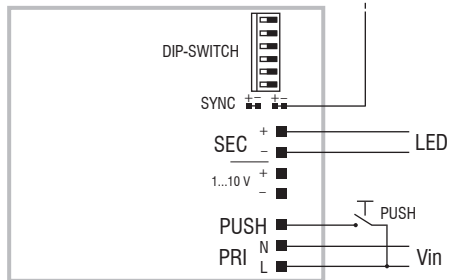 DIP-SWITCH
SYNC +- +-
SEC + LED
-
1...10 V +
-
PUSH PUSH
PRI N Vin
L